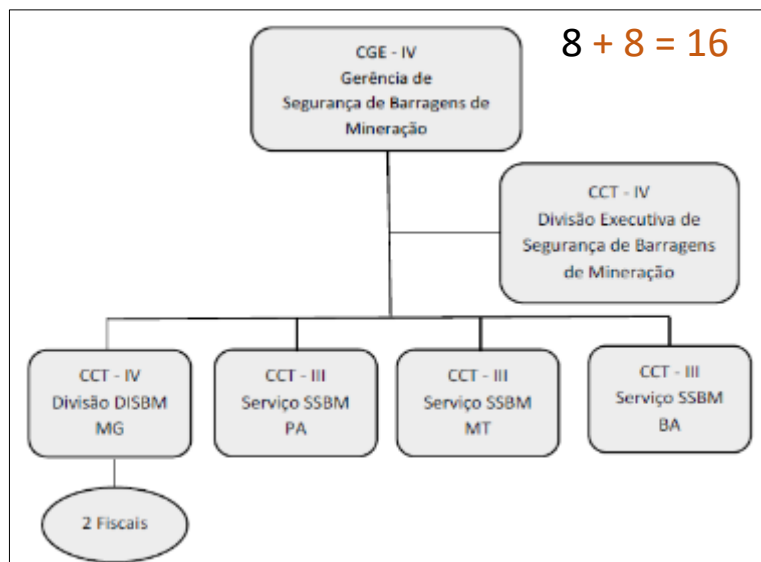 8 + 8 = 16
CGE - IV
Gerência de
Segurança de Barragens de
Mineração
CCT - IV
Divisão Executiva de
Segurança de Barragens
de Mineração
CCT - IV
Divisão DISBM
MG
CCT - III
Serviço SSBM
PA
CCT - III
Serviço SSBM
MT
CCT - III
Serviço SSBM
BA
2 Fiscais